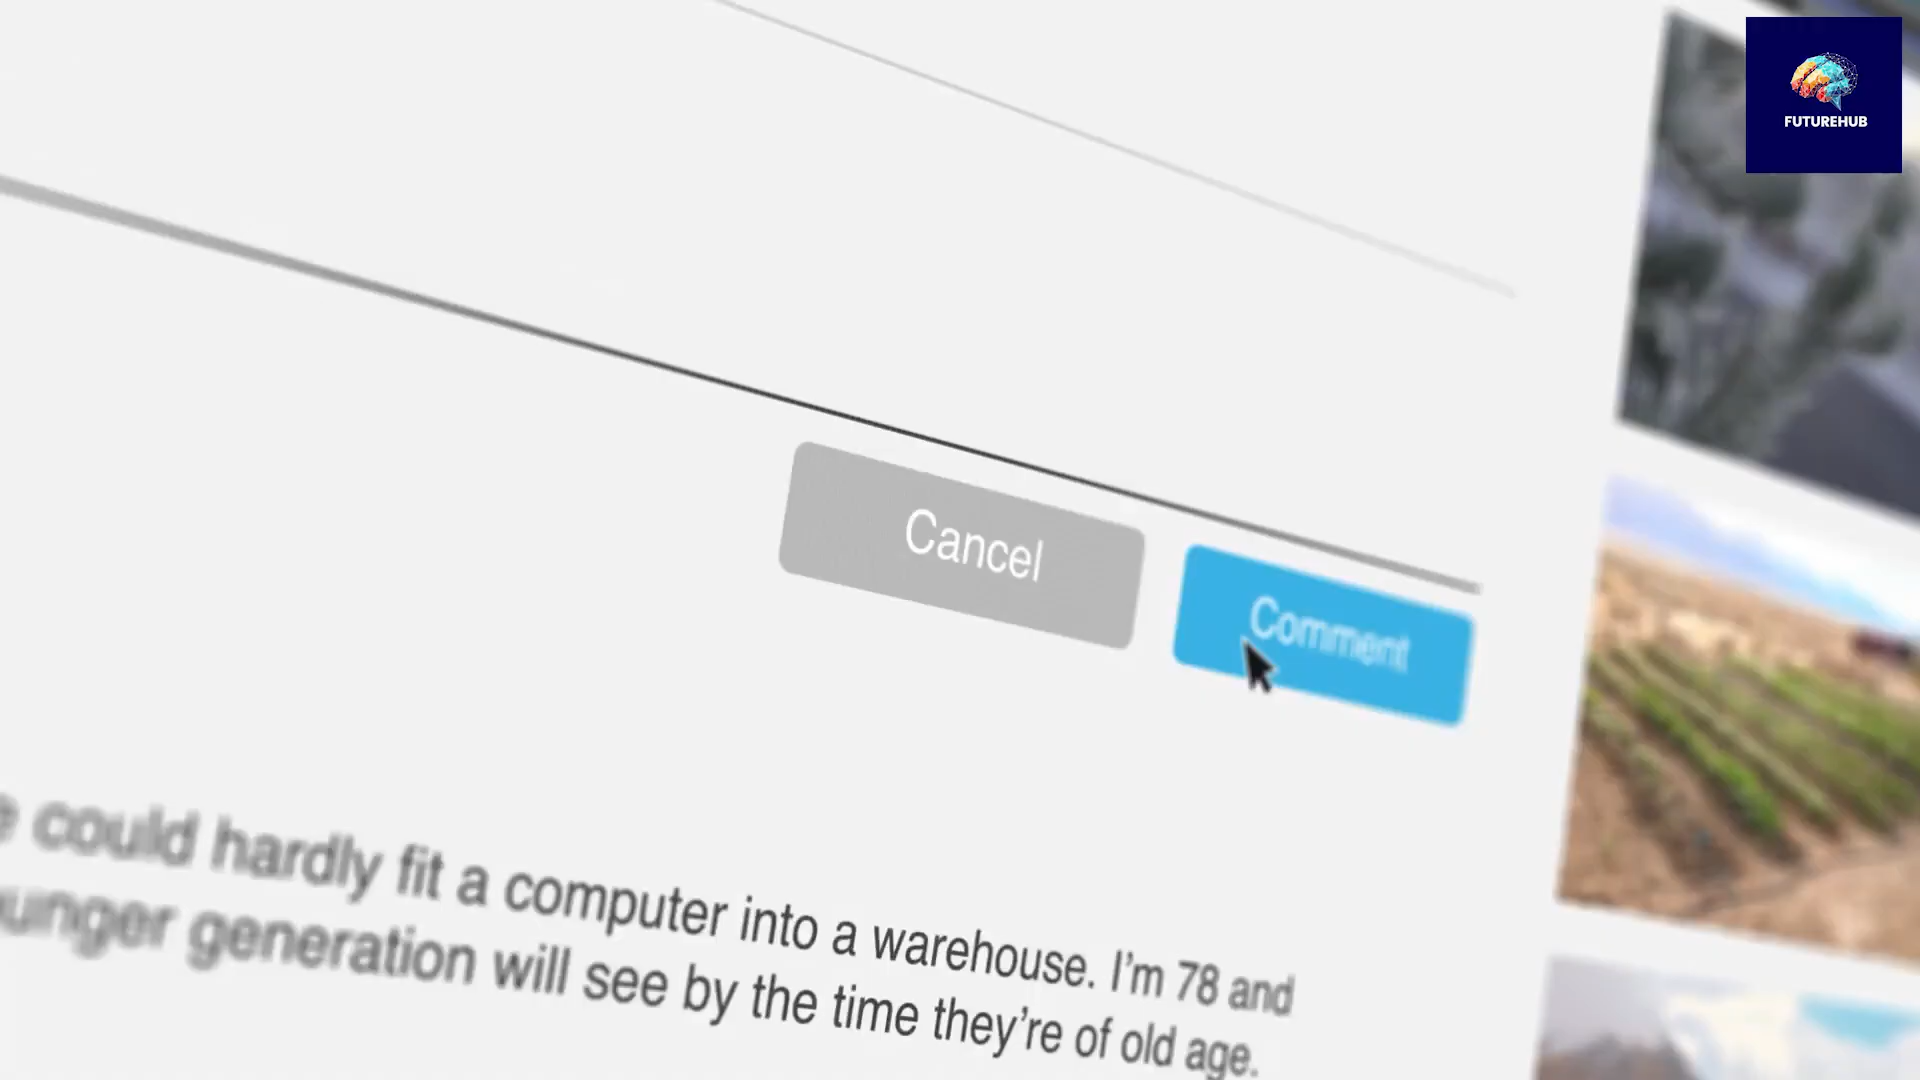 FUTUREHUB
Cancel
Comment
could hardly fit a computer into a warehouse. I'm 78 and
generation will see by the time they're of old age.